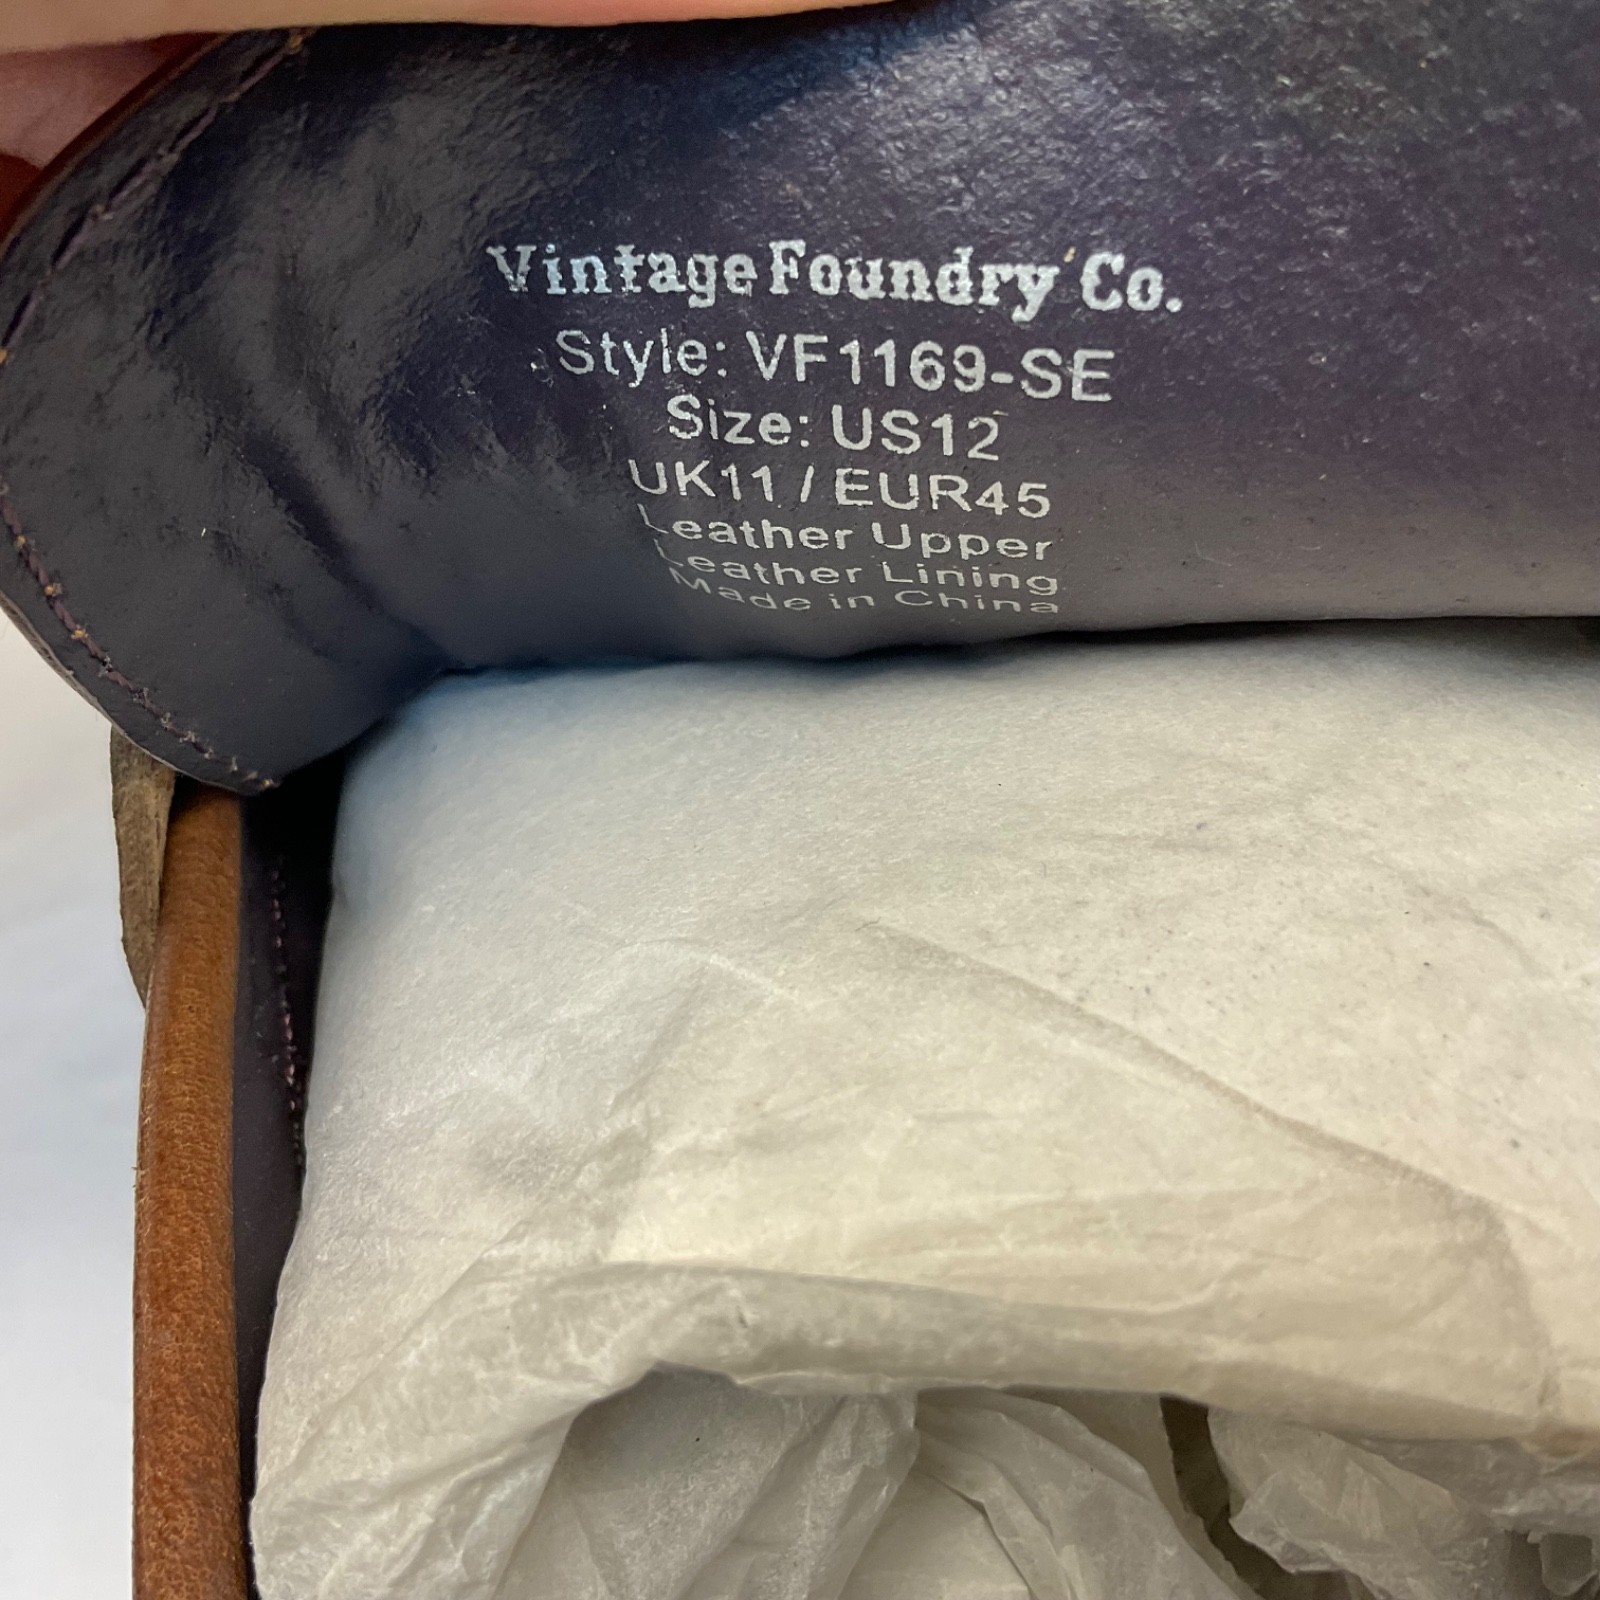 Vintage Foundry Co.
Style: VF1169-SE
Size: US12
UK11 / EUR45
Leather Upper
Leather Lining
Made in China